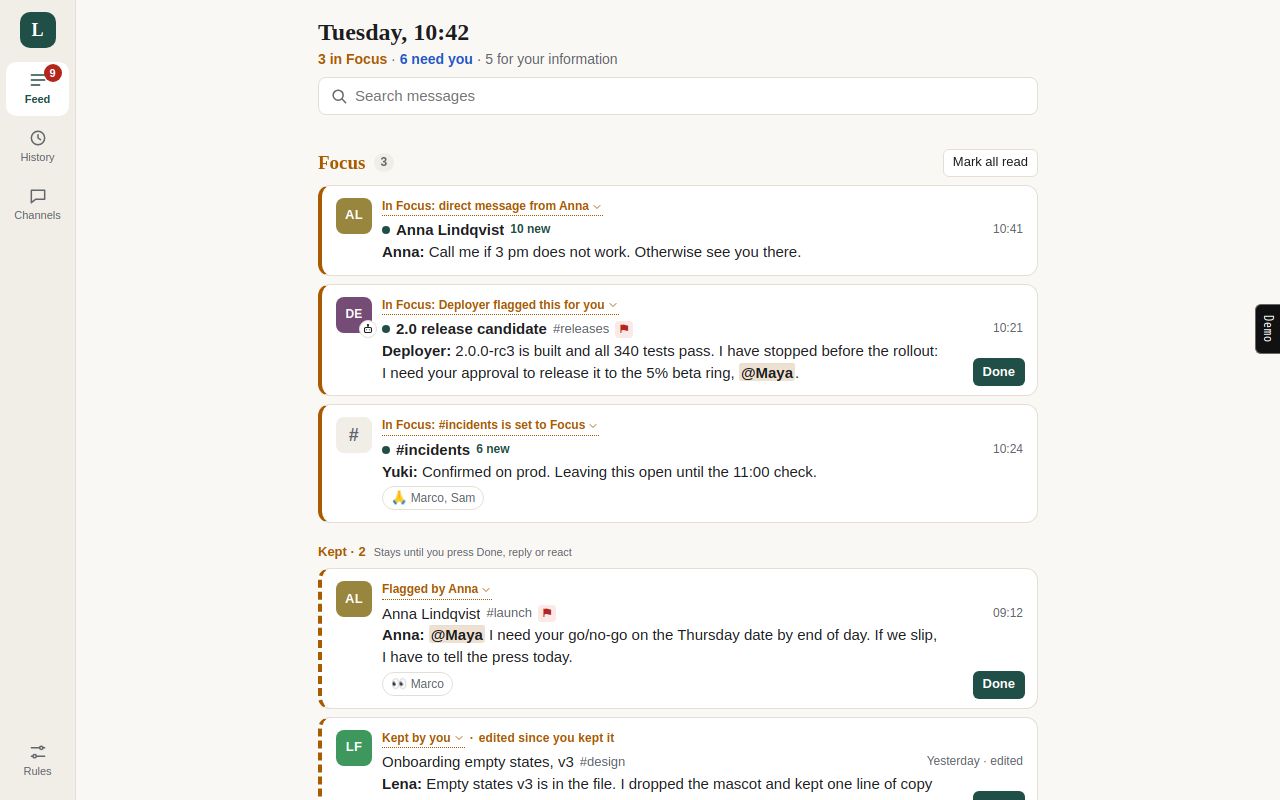 L
9
Feed
History
Channels
Rules
Tuesday, 10:42
3 in Focus · 6 need you · 5 for your information
Search messages
Focus 3
Mark all read
AL
In Focus: direct message from Anna
Anna Lindqvist 10 new
10:41
Anna: Call me if 3 pm does not work. Otherwise see you there.
DE
In Focus: Deployer flagged this for you
2.0 release candidate #releases
10:21
Deployer: 2.0.0-rc3 is built and all 340 tests pass. I have stopped before the rollout:
I need your approval to release it to the 5% beta ring, @Maya.
Done
#
In Focus: #incidents is set to Focus
#incidents 6 new
10:24
Yuki: Confirmed on prod. Leaving this open until the 11:00 check.
🙏 Marco, Sam
Kept · 2 Stays until you press Done, reply or react
AL
Flagged by Anna
Anna Lindqvist #launch
09:12
Anna: @Maya I need your go/no-go on the Thursday date by end of day. If we slip,
I have to tell the press today.
👀 Marco
Done
LF
Kept by you · edited since you kept it
Onboarding empty states, v3 #design
Yesterday · edited
Lena: Empty states v3 is in the file. I dropped the mascot and kept one line of copy
Demo